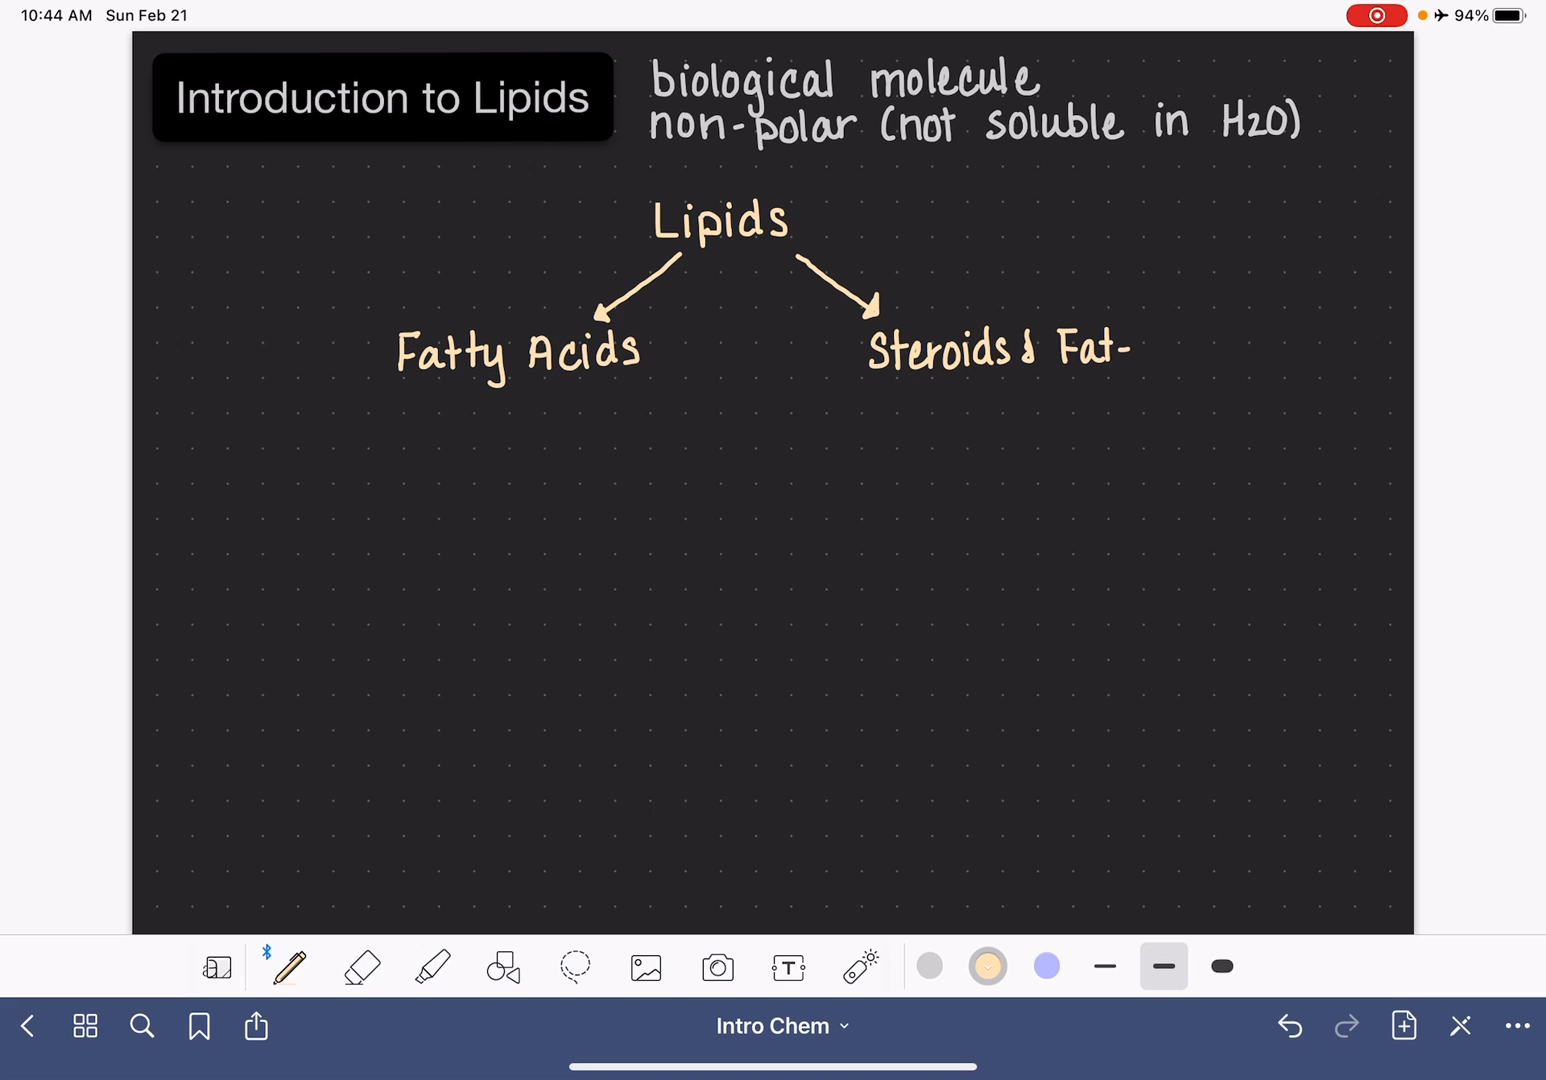 10:44 AM Sun Feb 21
94%
Introduction to Lipids
biological molecule
non-polar (not soluble in H2O)
Lipids
Fatty Acids
Steroids & Fat-
Intro Chem